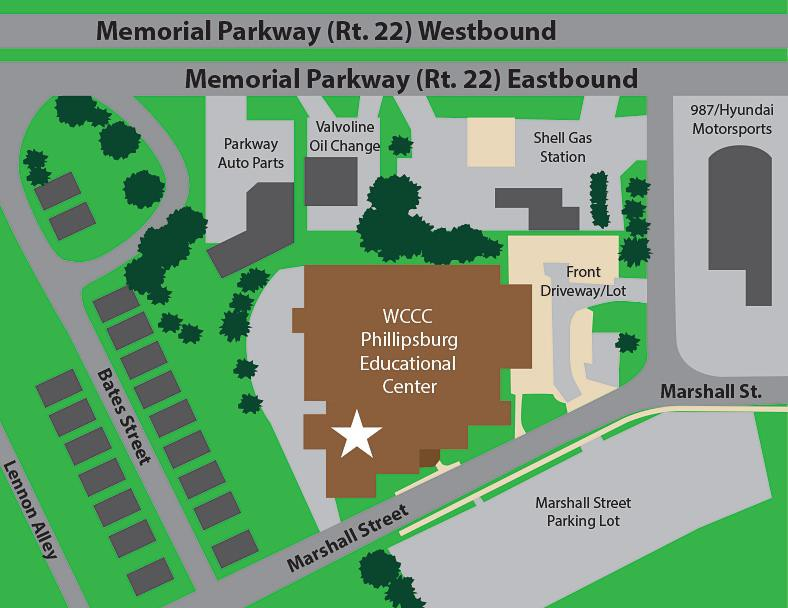 Memorial Parkway (Rt. 22) Westbound
Memorial Parkway (Rt. 22) Eastbound
987/Hyundai
Motorsports
Valvoline
Oil Change
Parkway
Auto Parts
Shell Gas
Station
Front
Driveway/Lot
WCCC
Phillipsburg
Educational
Center
Marshall St.
Bates Street
Lennon Alley
Marshall Street
Marshall Street
Parking Lot